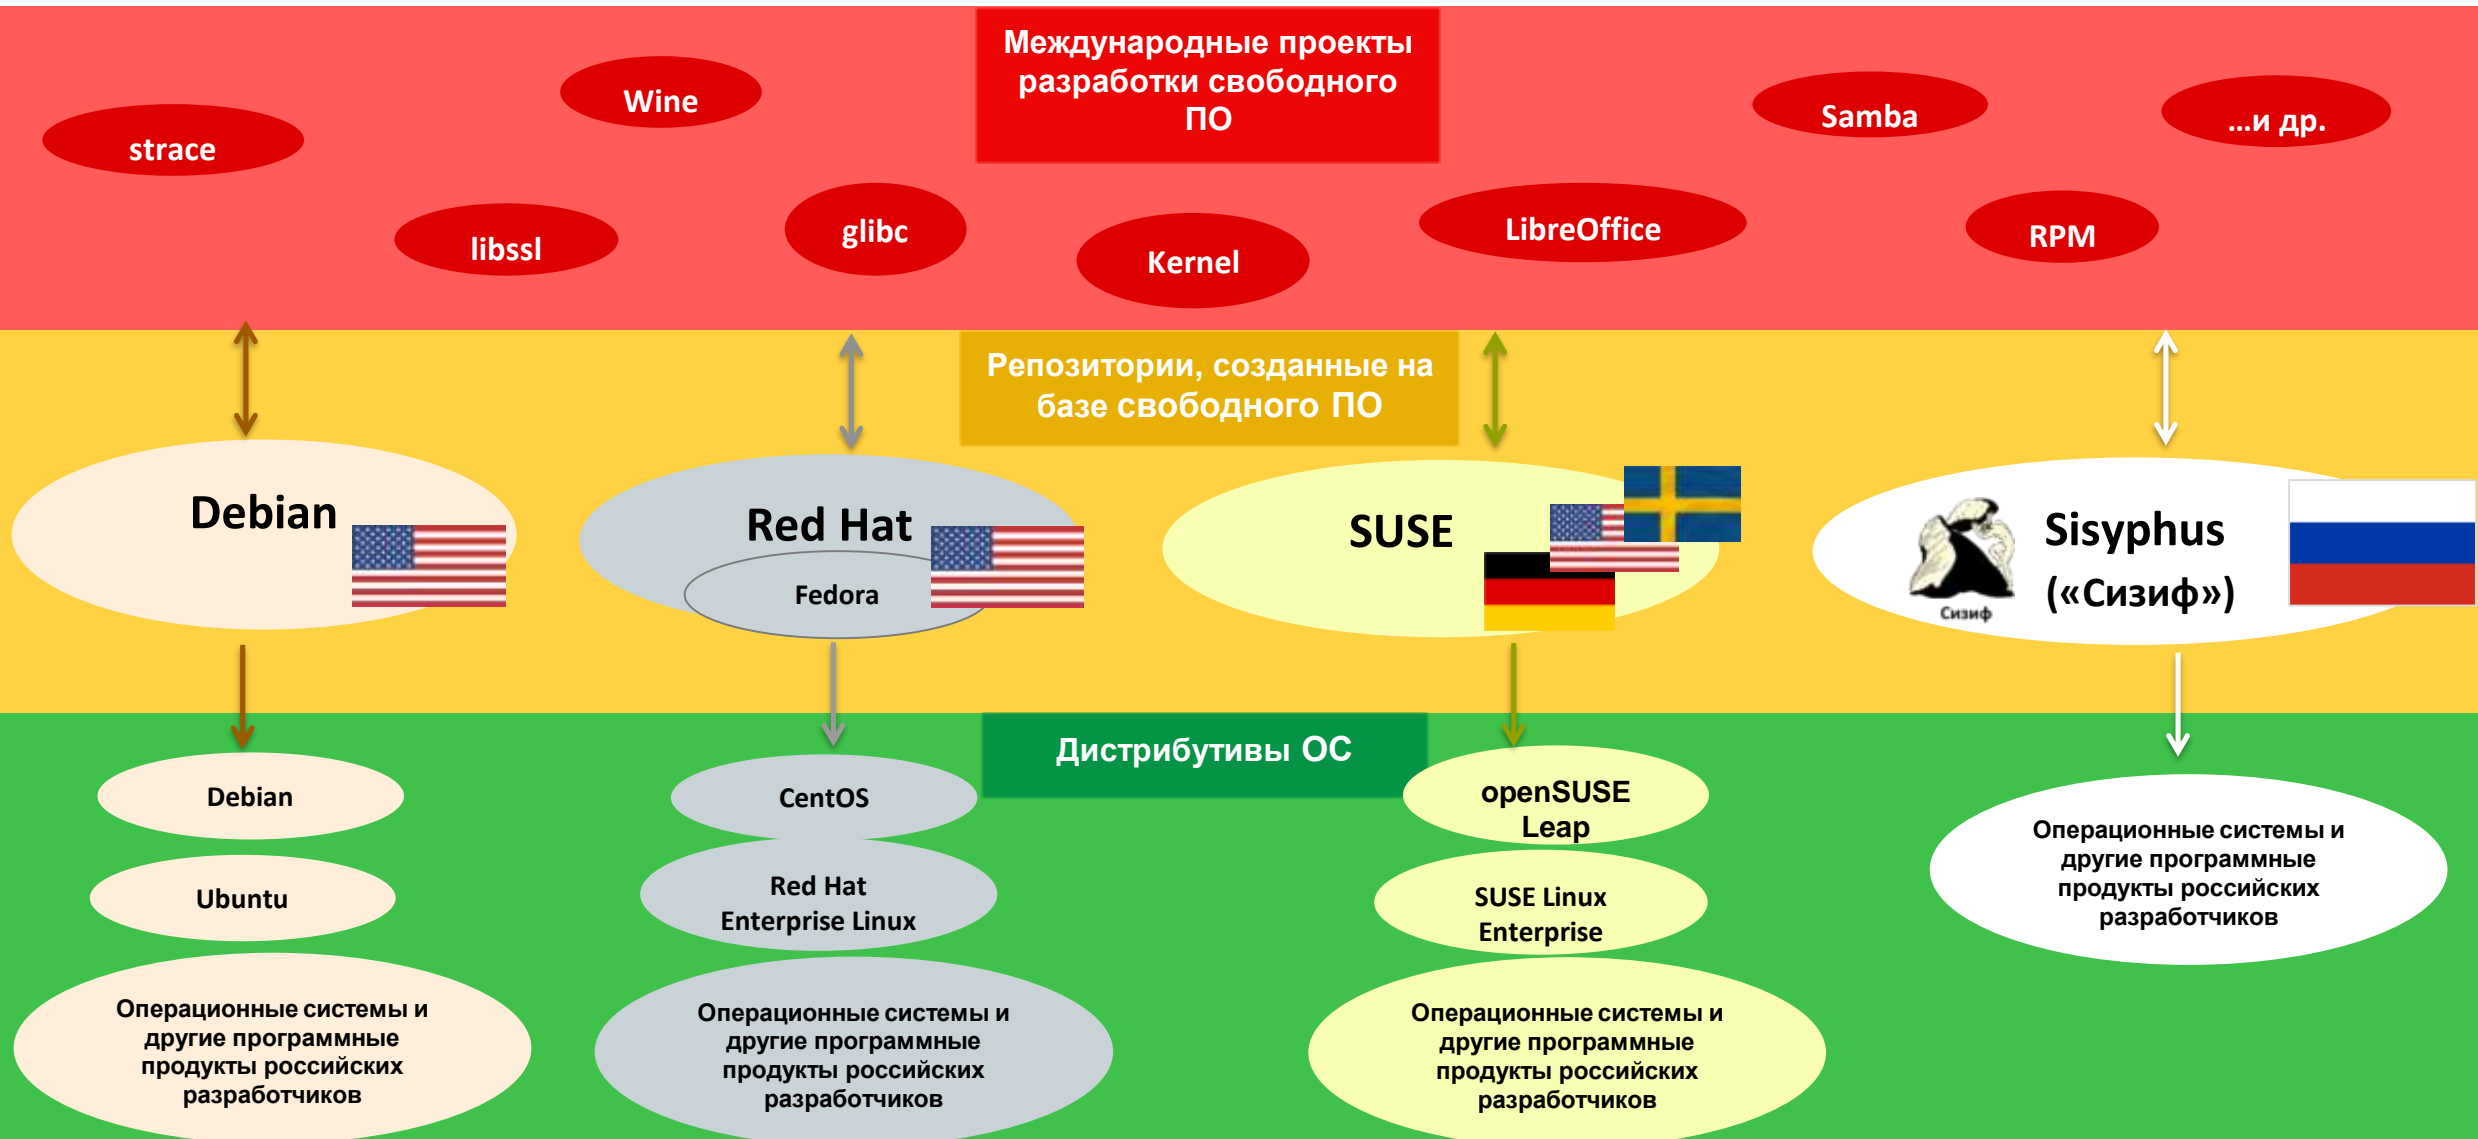 Международные проекты
разработки свободного
ПО
strace
Wine
Samba
...и др.
libssl
glibc
Kernel
LibreOffice
RPM
Репозитории, созданные на
базе свободного ПО
Debian
Red Hat
Fedora
SUSE
Сизиф
Sisyphus
(«Сизиф»)
Дистрибутивы ОС
Debian
Ubuntu
Операционные системы и
другие программные
продукты российских
разработчиков
CentOS
Red Hat
Enterprise Linux
Операционные системы и
другие программные
продукты российских
разработчиков
openSUSE
Leap
SUSE Linux
Enterprise
Операционные системы и
другие программные
продукты российских
разработчиков
Операционные системы и
другие программные
продукты российских
разработчиков